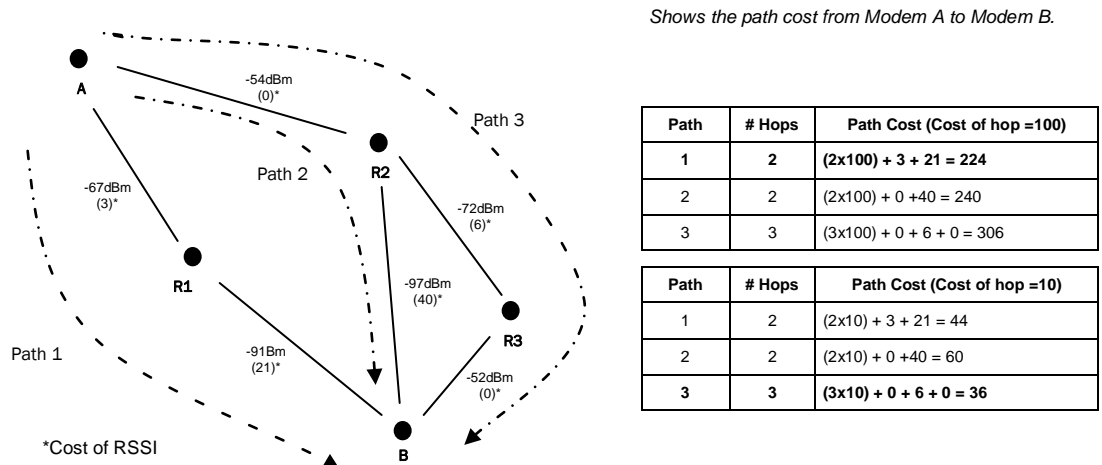 Shows the path cost from Modem A to Modem B.
A
-54dBm
(0)*
Path 3
Path 2
R2
-67dBm
(3)*
-72dBm
(6)*
R1
-97dBm
(40)*
R3
Path 1
-91Bm
(21)*
-52dBm
(0)*
*Cost of RSSI
B
Path # Hops Path Cost (Cost of hop =100)
1 2 (2x100) + 3 + 21 = 224
2 2 (2x100) + 0 +40 = 240
3 3 (3x100) + 0 + 6 + 0 = 306
Path # Hops Path Cost (Cost of hop =10)
1 2 (2x10) + 3 + 21 = 44
2 2 (2x10) + 0 +40 = 60
3 3 (3x10) + 0 + 6 + 0 = 36